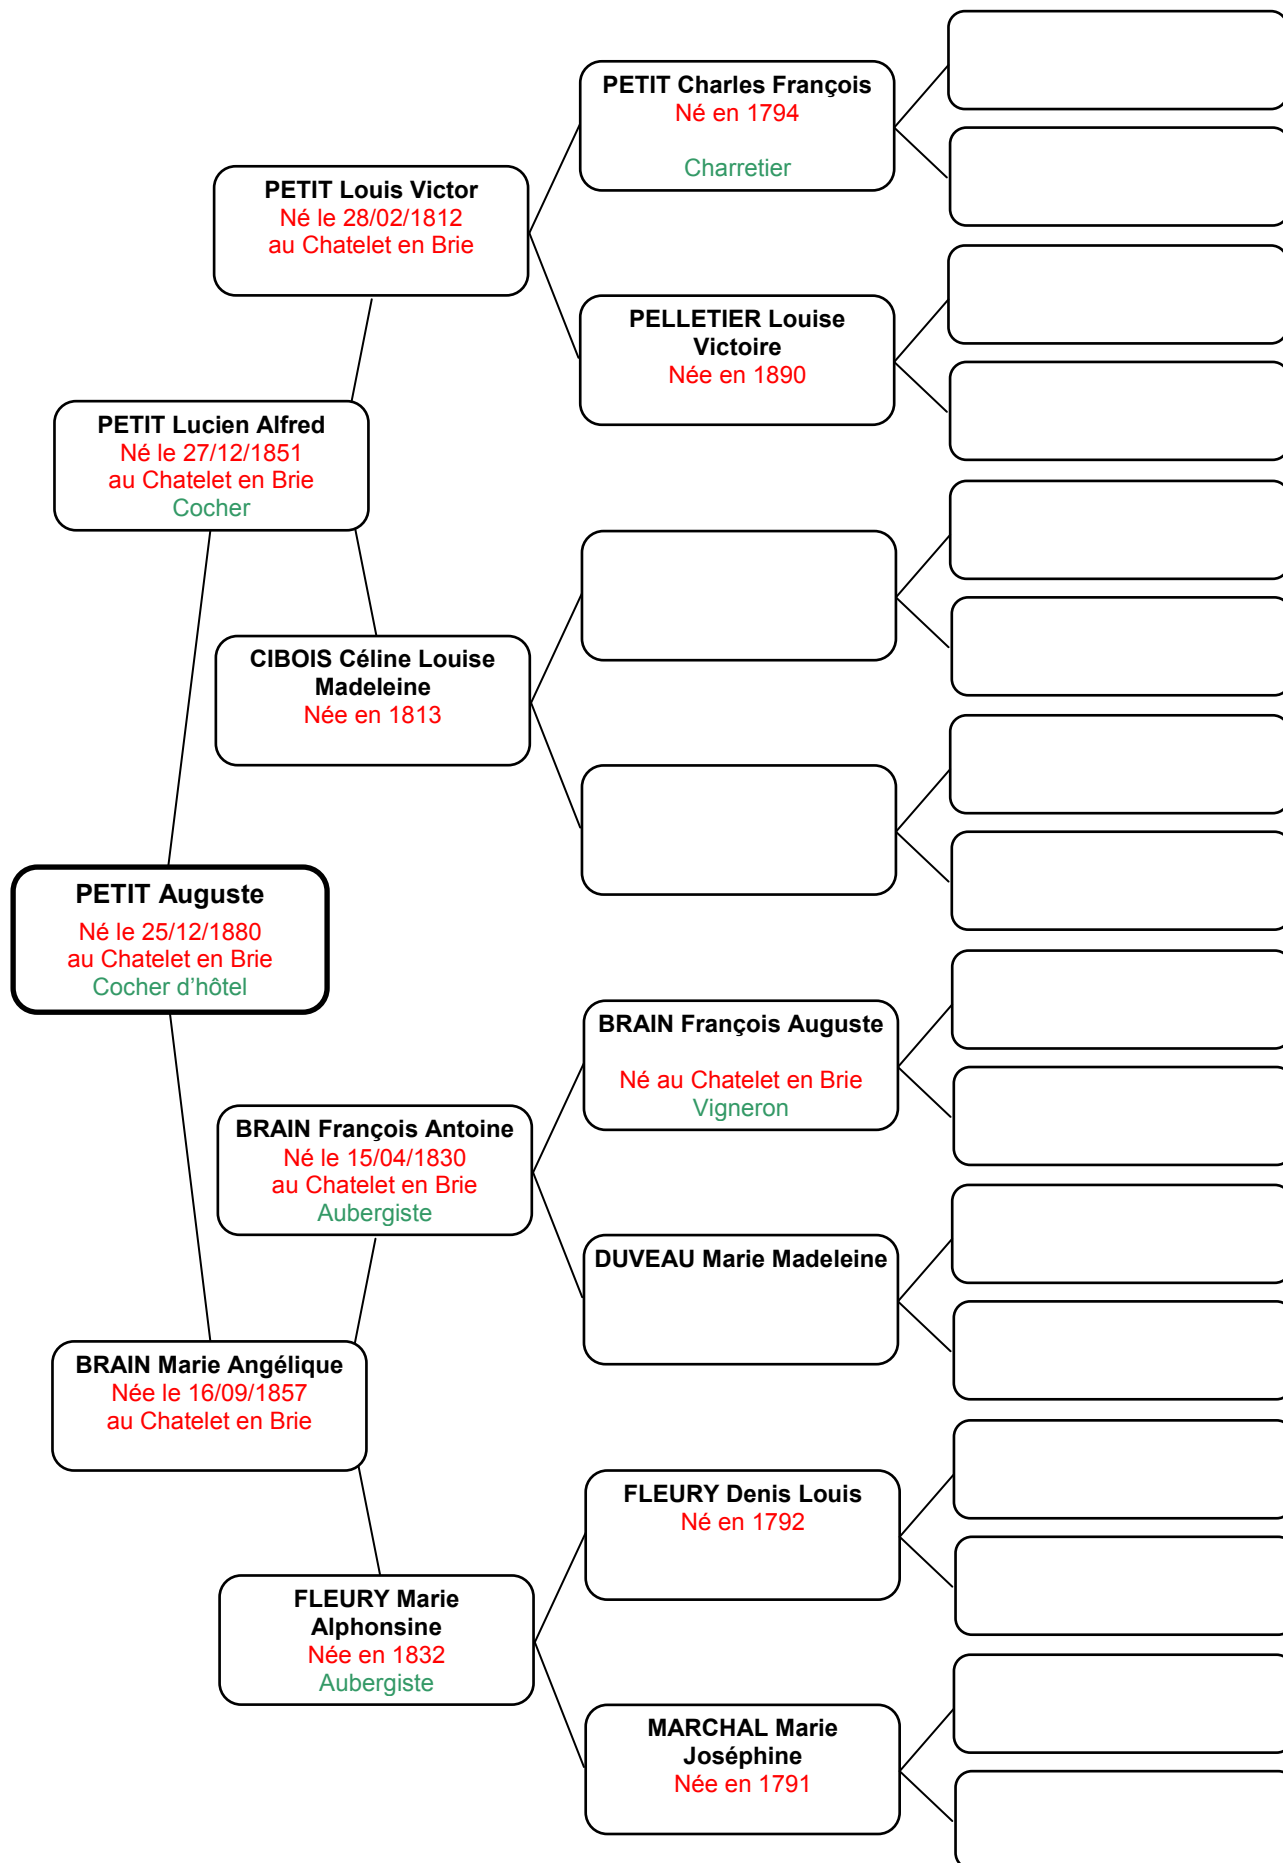 PETIT Charles François
Né en 1794
Charretier
PETIT Louis Victor
Né le 28/02/1812
au Chatelet en Brie
PELLETIER Louise
Victoire
Née en 1890
PETIT Lucien Alfred
Né le 27/12/1851
au Chatelet en Brie
Cocher
CIBOIS Céline Louise
Madeleine
Née en 1813
PETIT Auguste
Né le 25/12/1880
au Chatelet en Brie
Cocher d’hôtel
BRAIN François Auguste
Né au Chatelet en Brie
Vigneron
BRAIN François Antoine
Né le 15/04/1830
au Chatelet en Brie
Aubergiste
DUVEAU Marie Madeleine
BRAIN Marie Angélique
Née le 16/09/1857
au Chatelet en Brie
FLEURY Denis Louis
Né en 1792
FLEURY Marie
Alphonsine
Née en 1832
Aubergiste
MARCHAL Marie
Joséphine
Née en 1791